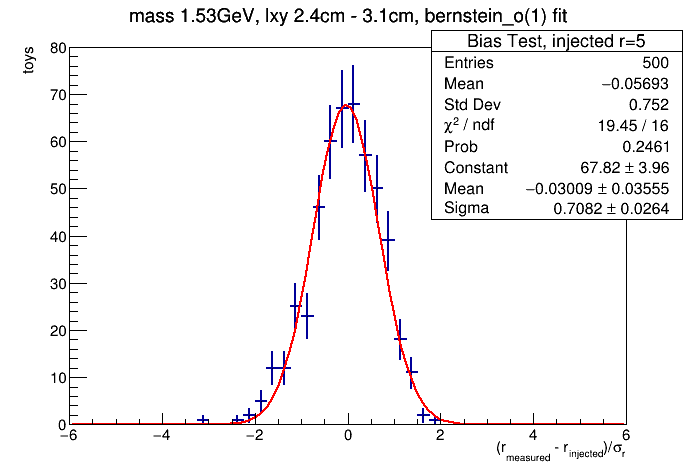 mass 1.53GeV, lxy 2.4cm - 3.1cm, bernstein_o(1) fit
Bias Test, injected r=5
Entries 500
Mean −0.05693
Std Dev 0.752
χ² / ndf 19.45 / 16
Prob 0.2461
Constant 67.82 ± 3.96
Mean −0.03009 ± 0.03555
Sigma 0.7082 ± 0.0264
toys
80
70
60
50
40
30
20
10
0
−6 −4 −2 0 2 4 6
(r_measured - r_injected)/σ_r